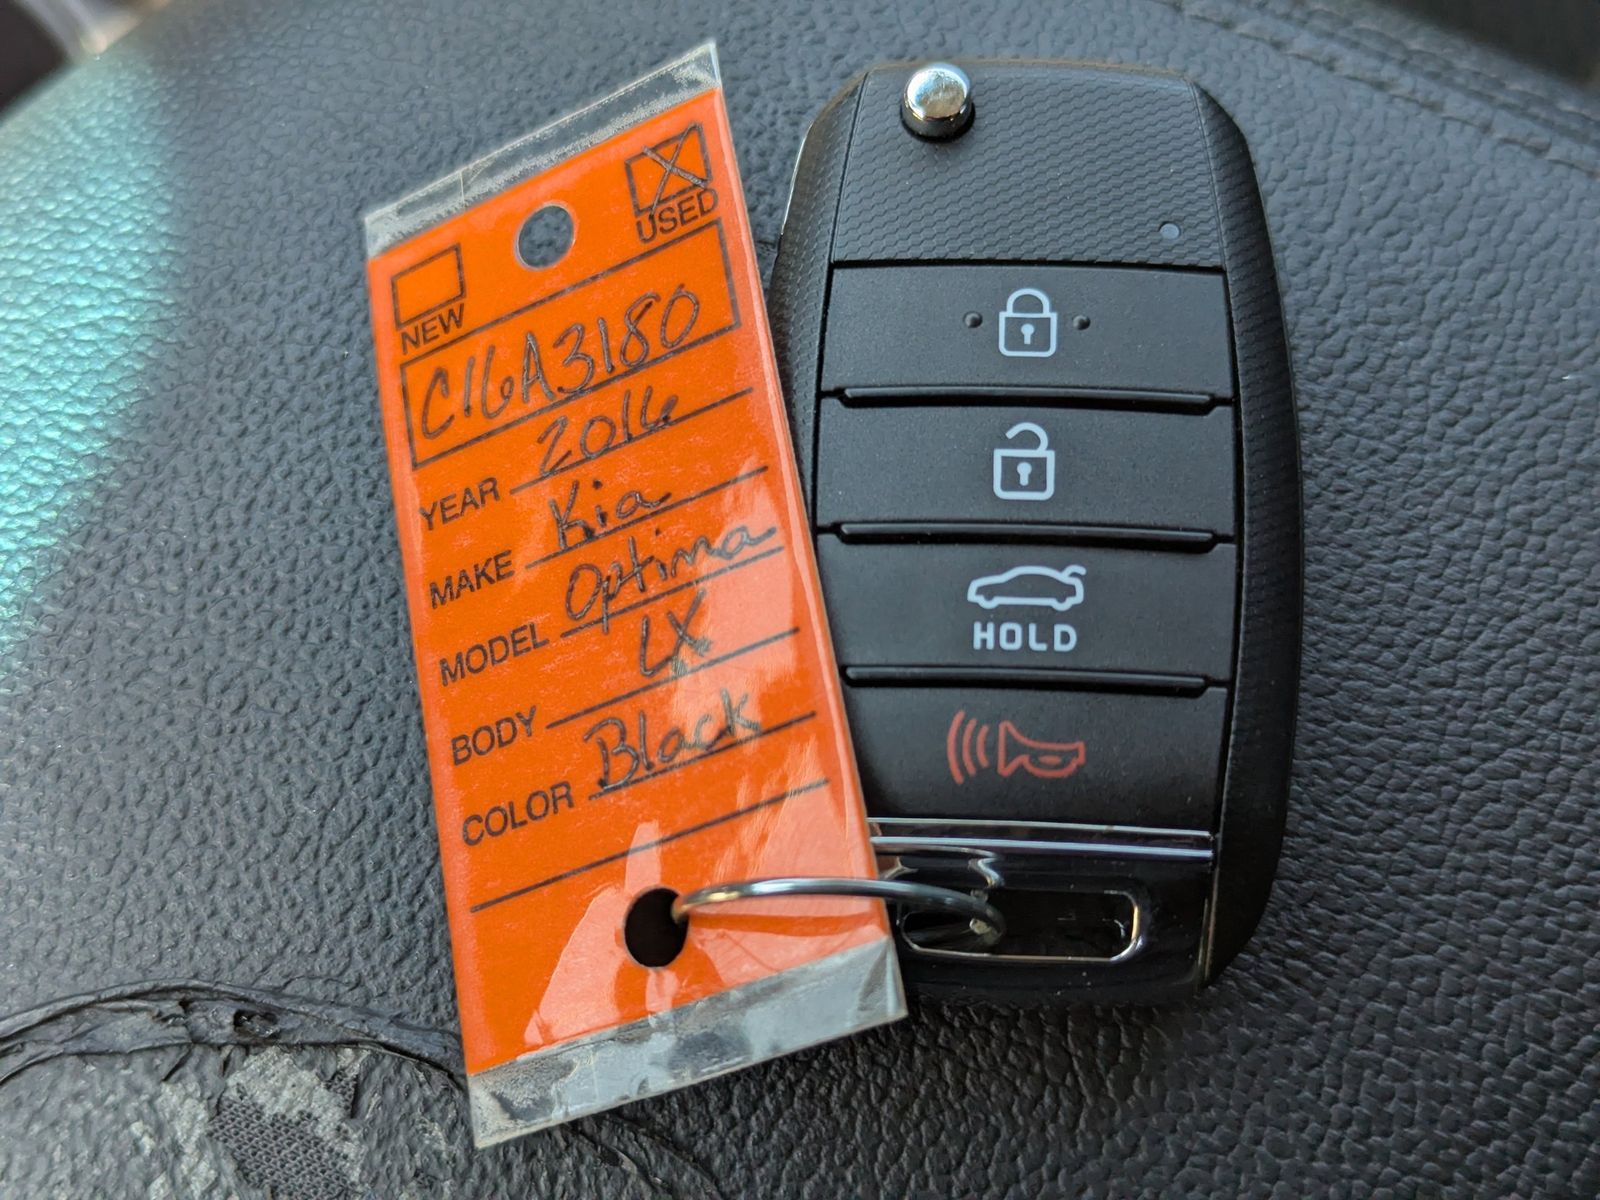 USED
NEW
C16A3180
YEAR 2016
MAKE Kia
MODEL Optima
BODY LX
COLOR Black
HOLD